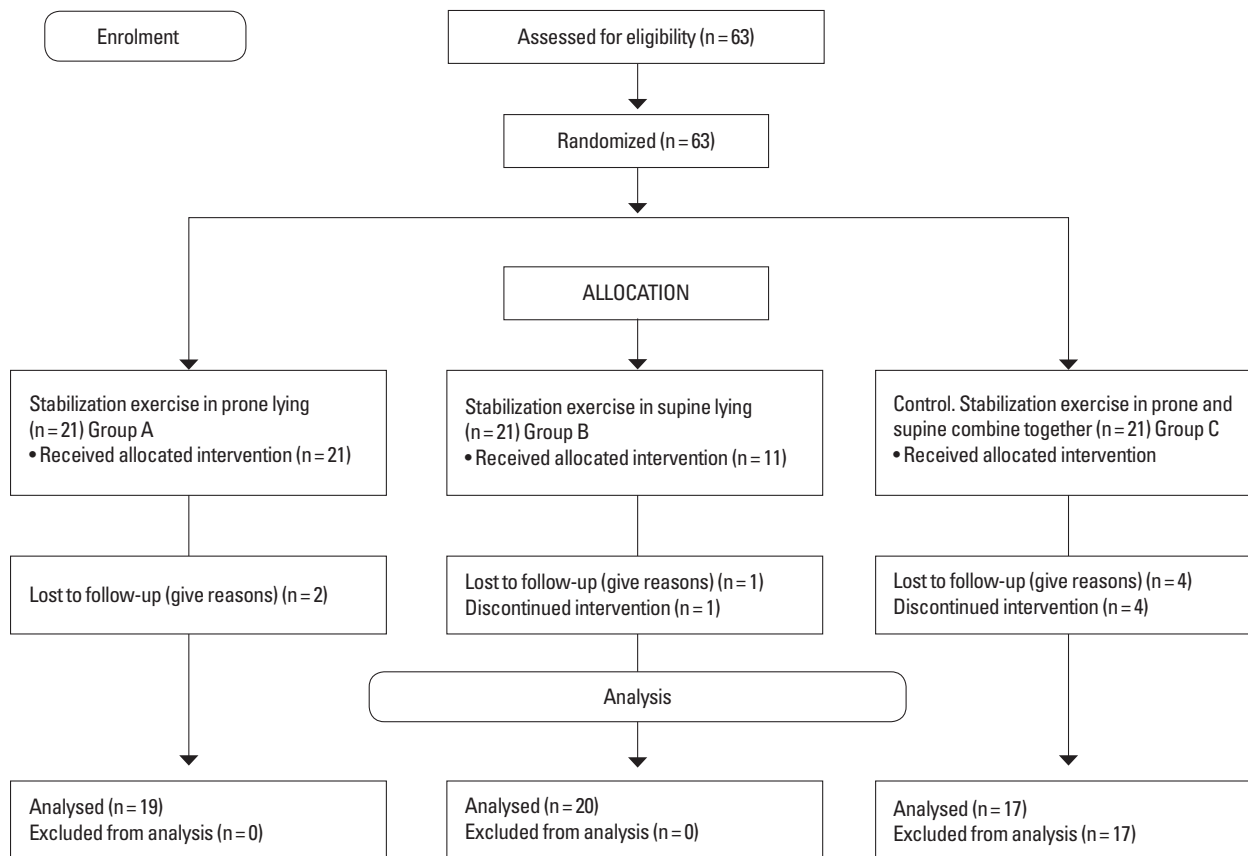 Enrolment
Assessed for eligibility (n = 63)
Randomized (n = 63)
ALLOCATION
Stabilization exercise in prone lying
(n = 21) Group A
• Received allocated intervention (n = 21)
Stabilization exercise in supine lying
(n = 21) Group B
• Received allocated intervention (n = 11)
Control. Stabilization exercise in prone and
supine combine together (n = 21) Group C
• Received allocated intervention
Lost to follow-up (give reasons) (n = 2)
Lost to follow-up (give reasons) (n = 1)
Discontinued intervention (n = 1)
Lost to follow-up (give reasons) (n = 4)
Discontinued intervention (n = 4)
Analysis
Analysed (n = 19)
Excluded from analysis (n = 0)
Analysed (n = 20)
Excluded from analysis (n = 0)
Analysed (n = 17)
Excluded from analysis (n = 17)